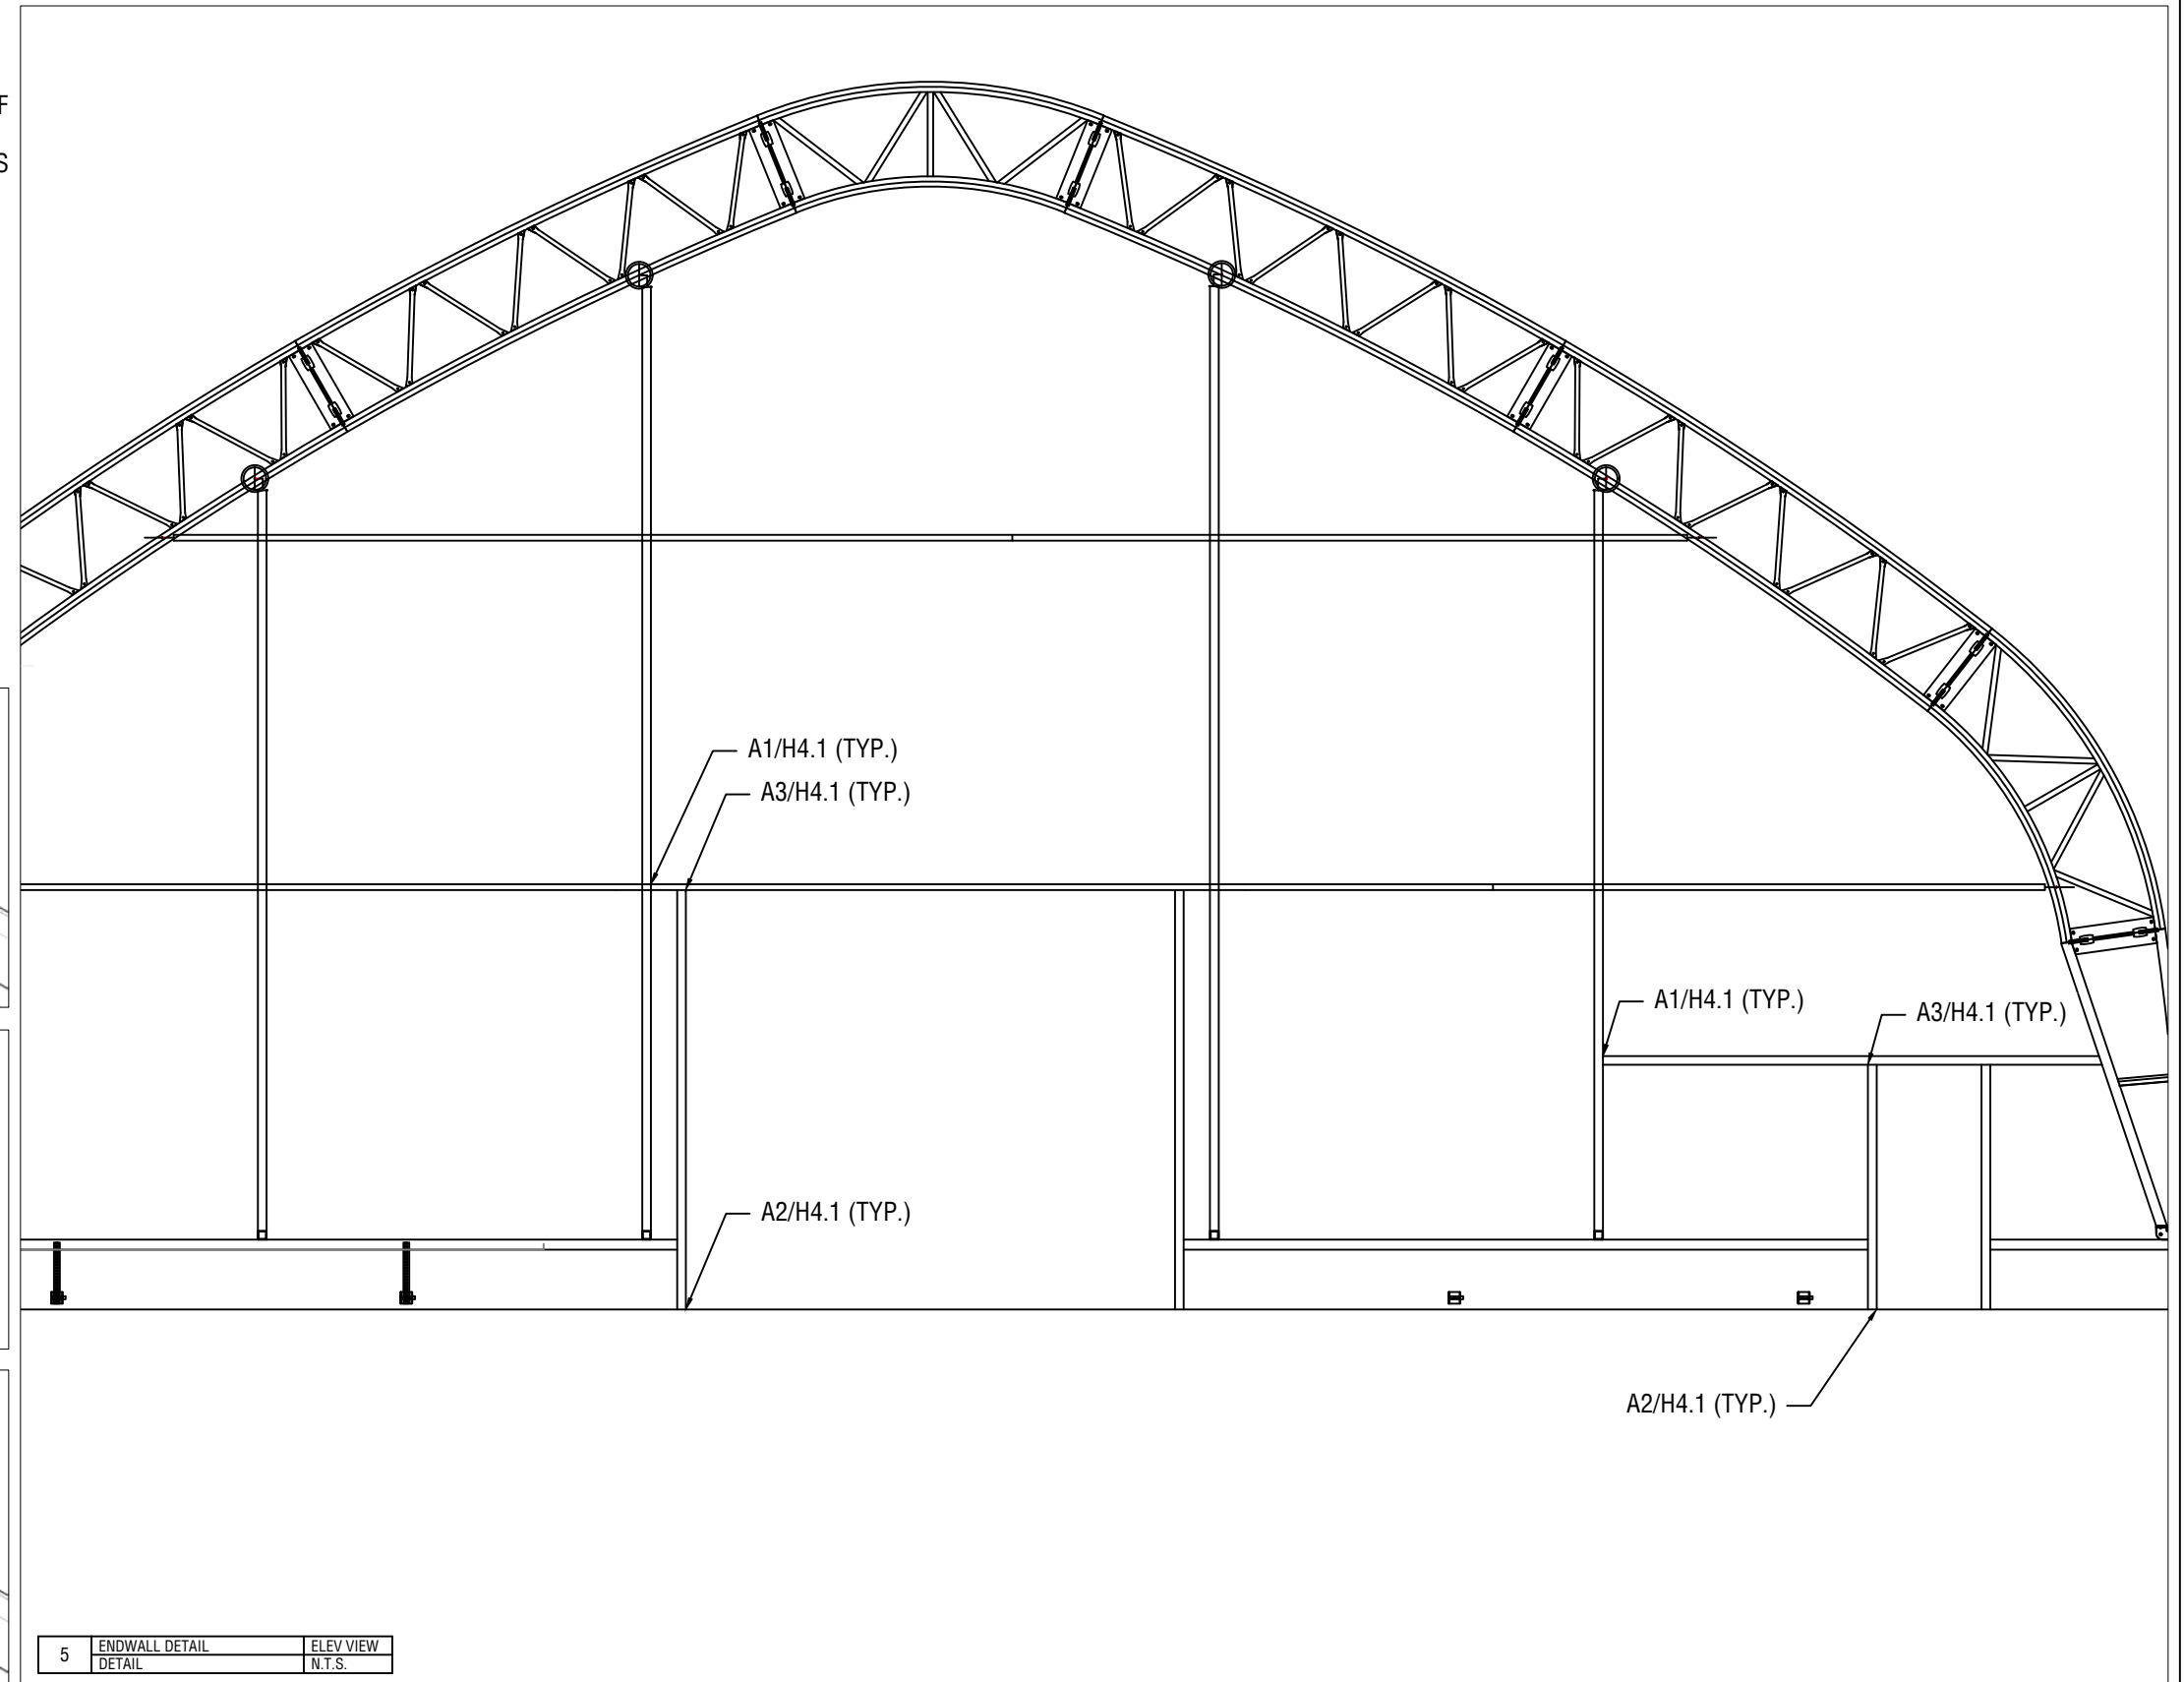 F
S
A1/H4.1 (TYP.)
A3/H4.1 (TYP.)
A1/H4.1 (TYP.)
A3/H4.1 (TYP.)
A2/H4.1 (TYP.)
A2/H4.1 (TYP.)
5
ENDWALL DETAIL
ELEV VIEW
DETAIL
N.T.S.